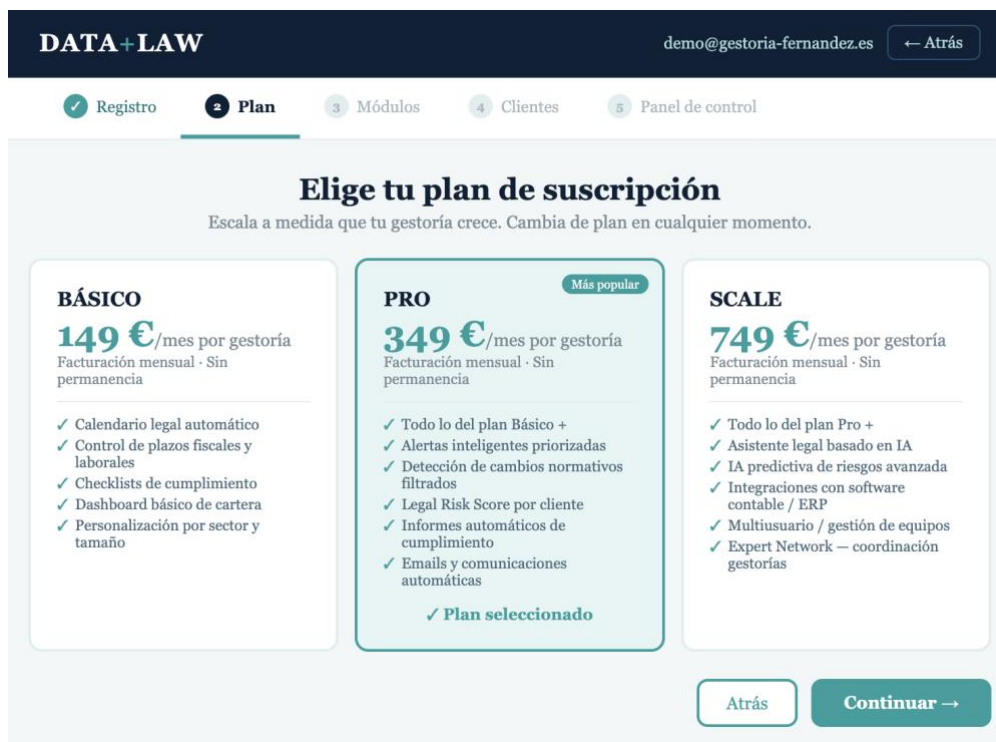 DATA+LAW
demo@gestoria-fernandez.es
← Atrás
✓ Registro
2 Plan
3 Módulos
4 Clientes
5 Panel de control
Elige tu plan de suscripción
Escala a medida que tu gestoría crece. Cambia de plan en cualquier momento.
BÁSICO
149 €/mes por gestoría
Facturación mensual · Sin
permanencia
✓ Calendario legal automático
✓ Control de plazos fiscales y
laborales
✓ Checklists de cumplimiento
✓ Dashboard básico de cartera
✓ Personalización por sector y
tamaño
Más popular
PRO
349 €/mes por gestoría
Facturación mensual · Sin
permanencia
✓ Todo lo del plan Básico +
✓ Alertas inteligentes priorizadas
✓ Detección de cambios normativos
filtrados
✓ Legal Risk Score por cliente
✓ Informes automáticos de
cumplimiento
✓ Emails y comunicaciones
automáticas
✓ Plan seleccionado
SCALE
749 €/mes por gestoría
Facturación mensual · Sin
permanencia
✓ Todo lo del plan Pro +
✓ Asistente legal basado en IA
✓ IA predictiva de riesgos avanzada
✓ Integraciones con software
contable / ERP
✓ Multiusuario / gestión de equipos
✓ Expert Network — coordinación
gestorías
Atrás
Continuar →